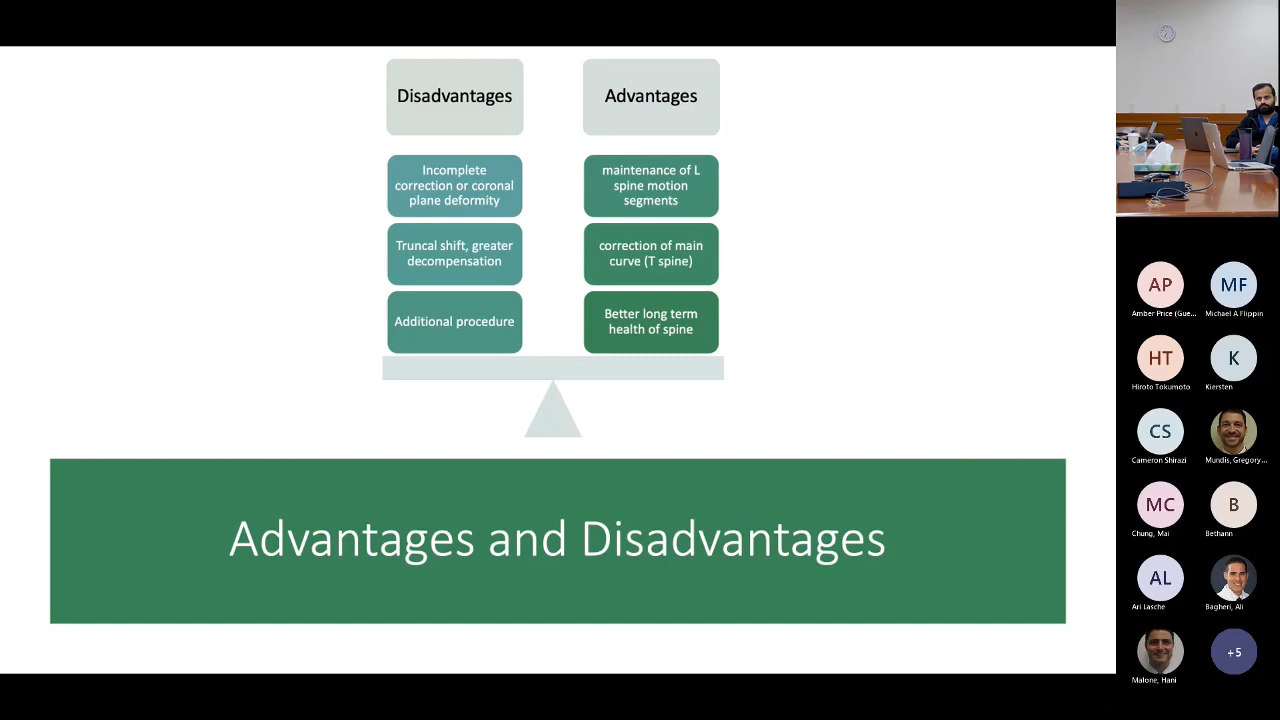 Disadvantages
Incomplete
correction or coronal
plane deformity
Truncal shift, greater
decompensation
Additional procedure
Advantages
maintenance of L
spine motion
segments
correction of main
curve (T spine)
Better long term
health of spine
Advantages and Disadvantages
AP
Amber Price (Gue...
MF
Michael A Flippin
HT
Hiroto Tokumoto
K
Kiersten
CS
Cameron Shirazi
Mundis, Gregory...
MC
Chung, Mai
B
Bethann
AL
Ari Lasche
Bagheri, Ali
Malone, Hani
+5